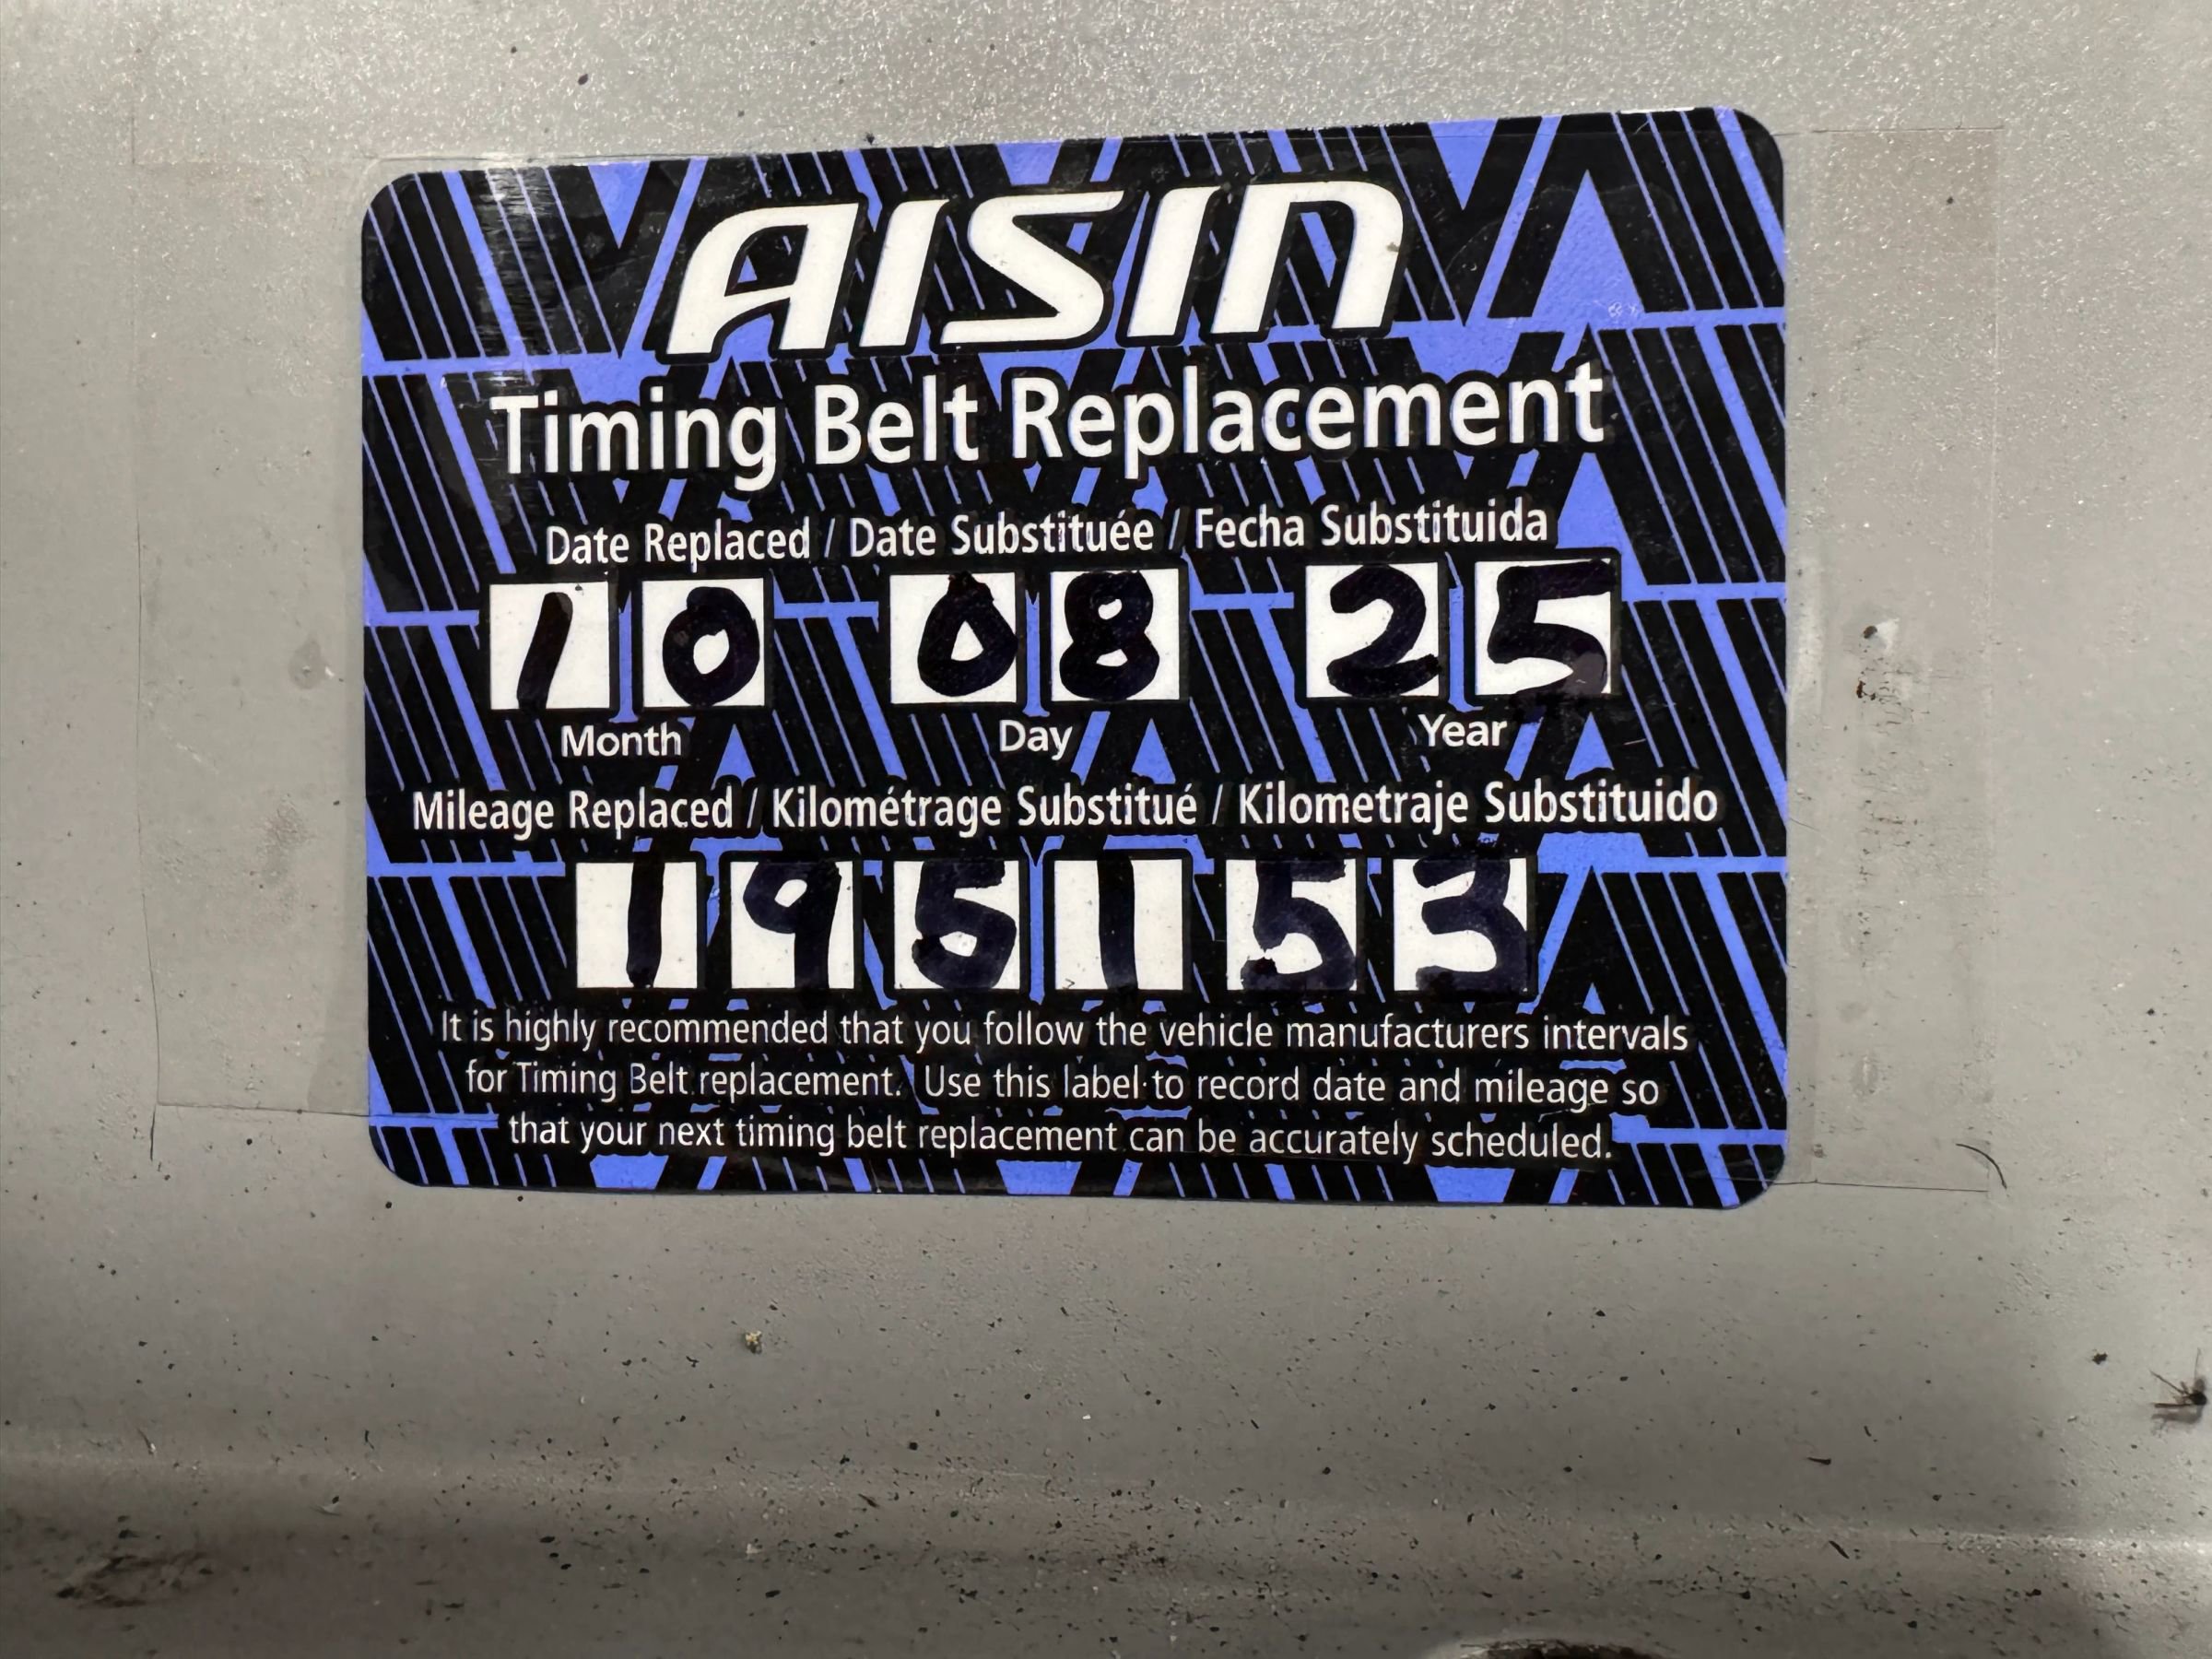 AISIN
Timing Belt Replacement
Date Replaced / Date Substituée / Fecha Substituida
10 08 25
Month Day Year
Mileage Replaced / Kilométrage Substitué / Kilometraje Substituido
195153
It is highly recommended that you follow the vehicle manufacturers intervals
for Timing Belt replacement. Use this label to record date and mileage so
that your next timing belt replacement can be accurately scheduled.